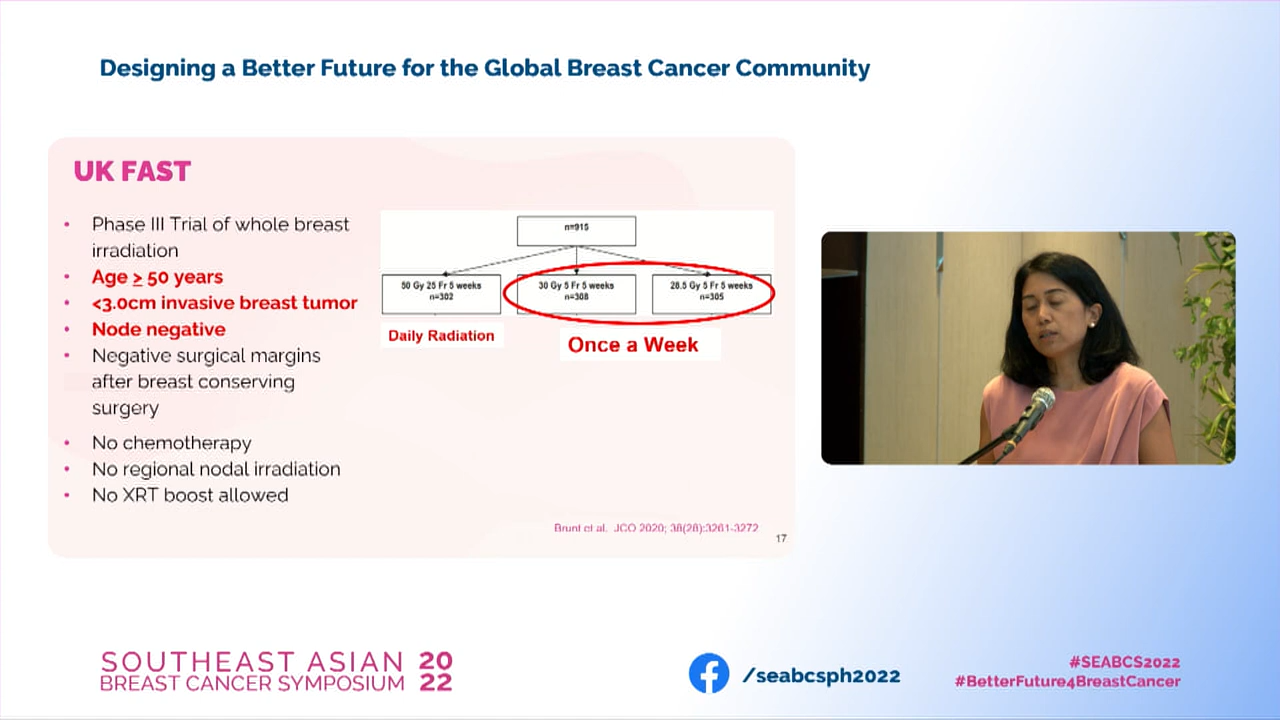 Designing a Better Future for the Global Breast Cancer Community
UK FAST
• Phase III Trial of whole breast
irradiation
• Age ≥ 50 years
• <3.0cm invasive breast tumor
• Node negative
• Negative surgical margins
after breast conserving
surgery
• No chemotherapy
• No regional nodal irradiation
• No XRT boost allowed
n=915
50 Gy 25 Fr 5 weeks
n=302
30 Gy 5 Fr 5 weeks
n=308
28.5 Gy 5 Fr 5 weeks
n=305
Daily Radiation
Once a Week
Brunt et al. JCO 2020; 38(28):3261-3272
17
SOUTHEAST ASIAN
BREAST CANCER SYMPOSIUM
20
22
/seabcsph2022
#SEABCS2022
#BetterFuture4BreastCancer